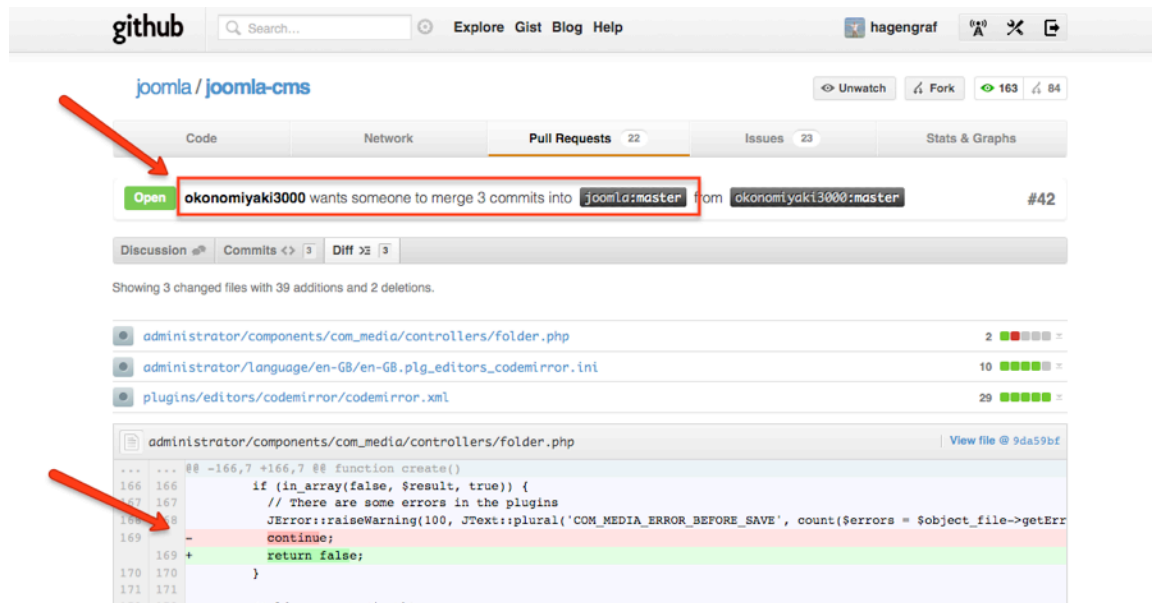 github Search... Explore Gist Blog Help hagengraf
joomla / joomla-cms Unwatch Fork 163 84
Code Network Pull Requests 22 Issues 23 Stats & Graphs
Open okonomiyaki3000 wants someone to merge 3 commits into joomla:master from okonomiyaki3000:master #42
Discussion Commits <> 3 Diff 3
Showing 3 changed files with 39 additions and 2 deletions.
administrator/components/com_media/controllers/folder.php 2
administrator/language/en-GB/en-GB.plg_editors_codemirror.ini 10
plugins/editors/codemirror/codemirror.xml 29
administrator/components/com_media/controllers/folder.php View file @ 9da59bf
... ... @@ -166,7 +166,7 @@ function create()
166 166 if (in_array(false, $result, true)) {
167 167 // There are some errors in the plugins
168 168 JError::raiseWarning(100, JText::plural('COM_MEDIA_ERROR_BEFORE_SAVE', count($errors = $object_file->getErr
169 - continue;
169 + return false;
170 170 }
171 171